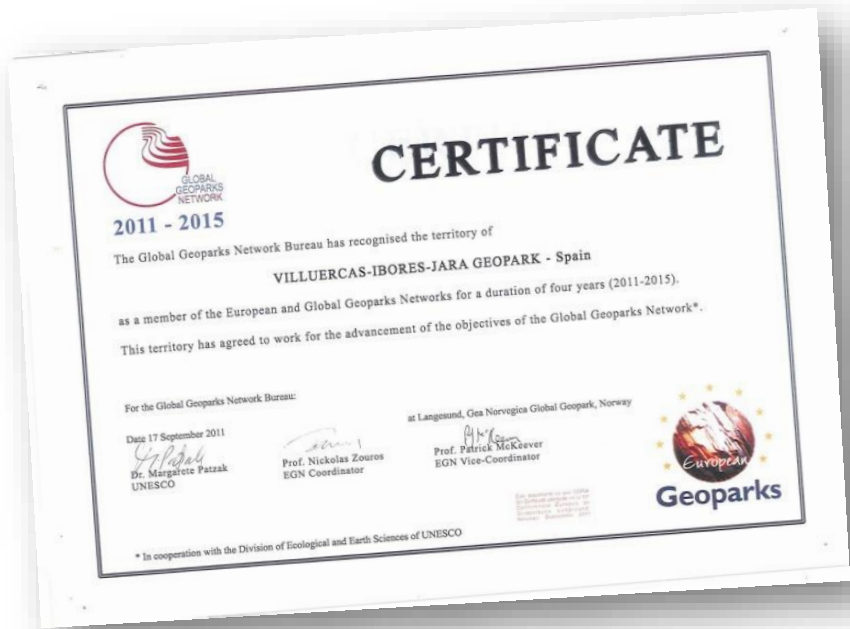 GLOBAL
GEOPARKS
NETWORK
2011 - 2015
CERTIFICATE
The Global Geoparks Network Bureau has recognised the territory of
VILLUERCAS-IBORES-JARA GEOPARK - Spain
as a member of the European and Global Geoparks Networks for a duration of four years (2011-2015).
This territory has agreed to work for the advancement of the objectives of the Global Geoparks Network*.
For the Global Geoparks Network Bureau:
at Langesund, Gea Norvegica Global Geopark, Norway
Date 17 September 2011
Dr. Margarete Patzak
UNESCO
Prof. Nickolas Zouros
EGN Coordinator
Prof. Patrick McKeever
EGN Vice-Coordinator
European
Geoparks
* In cooperation with the Division of Ecological and Earth Sciences of UNESCO